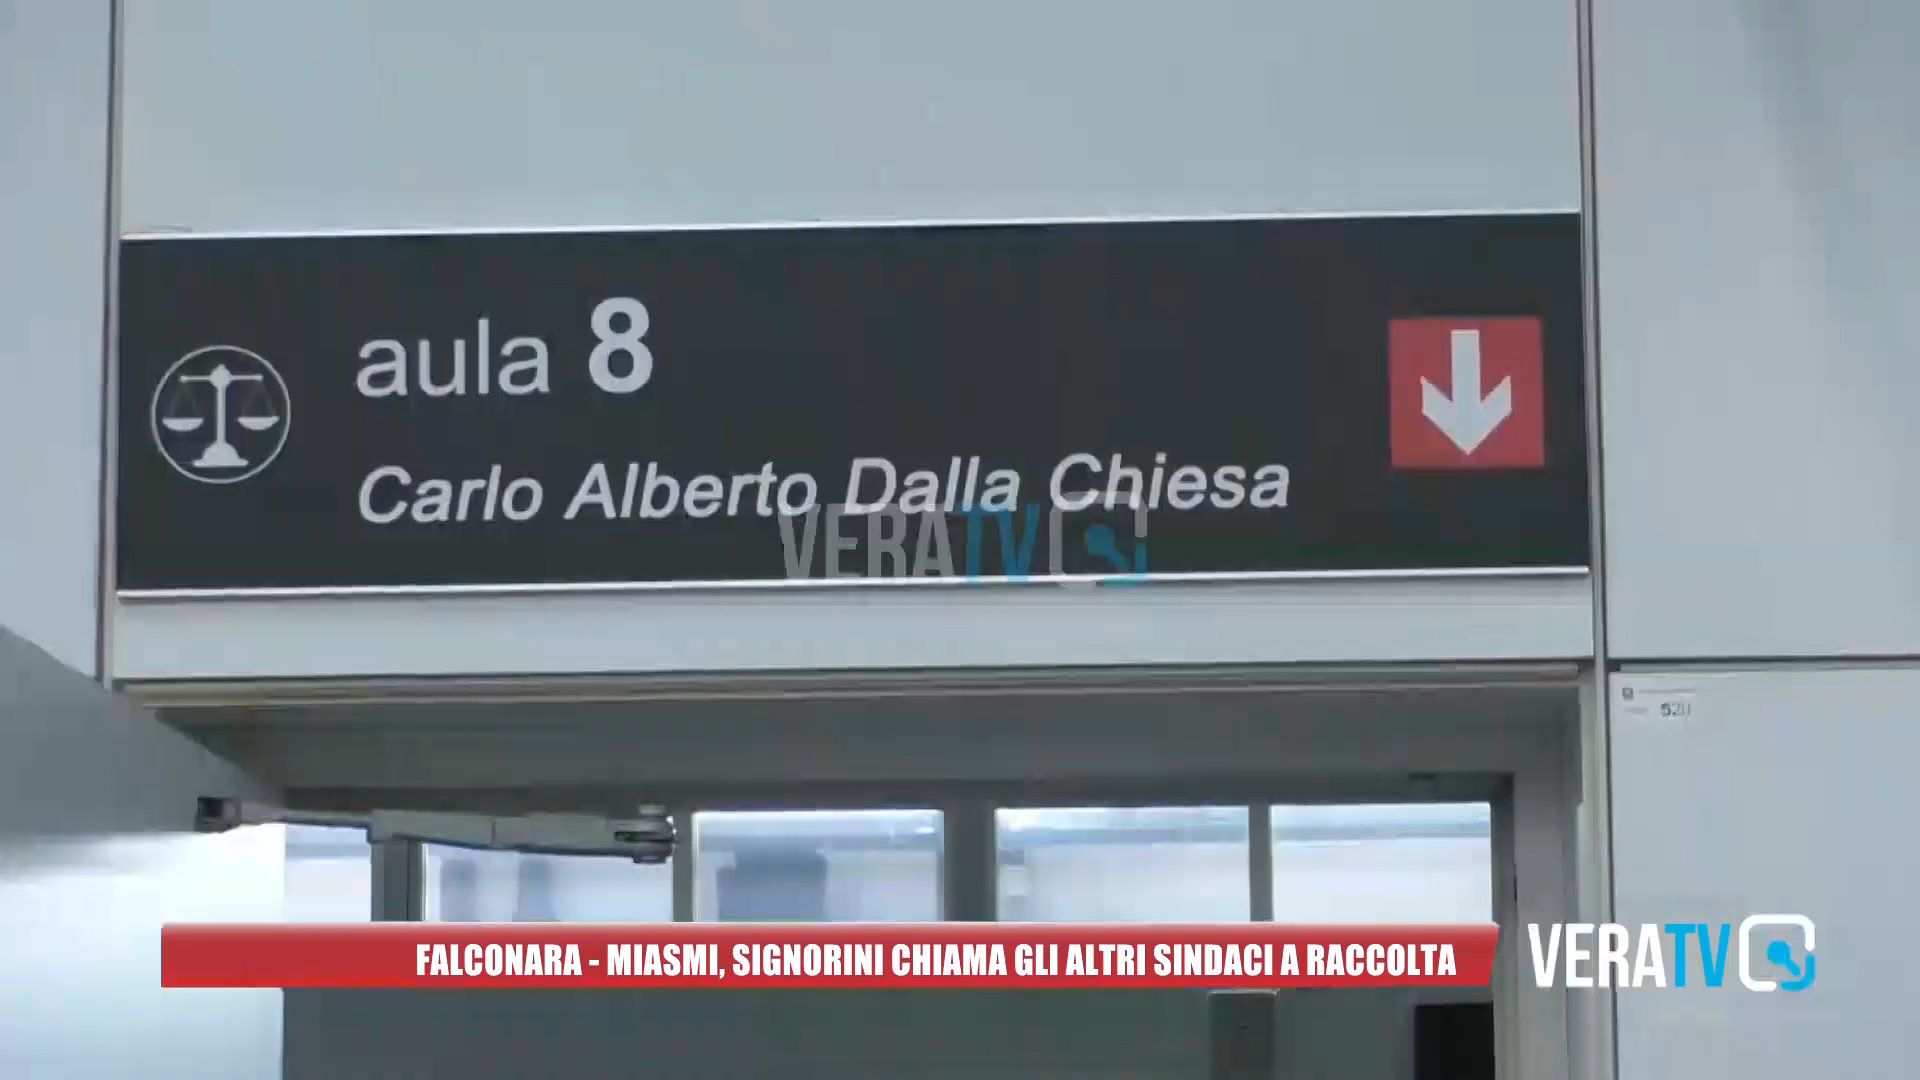 aula 8
Carlo Alberto Dalla Chiesa
VERATV
FALCONARA - MIASMI, SIGNORINI CHIAMA GLI ALTRI SINDACI A RACCOLTA
VERATV